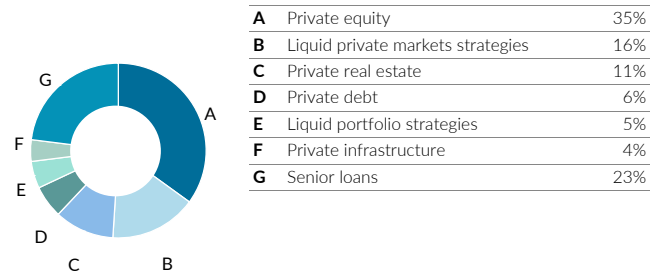 A Private equity 35%
B Liquid private markets strategies 16%
C Private real estate 11%
D Private debt 6%
E Liquid portfolio strategies 5%
F Private infrastructure 4%
G Senior loans 23%
G
A
F
E
D
C
B